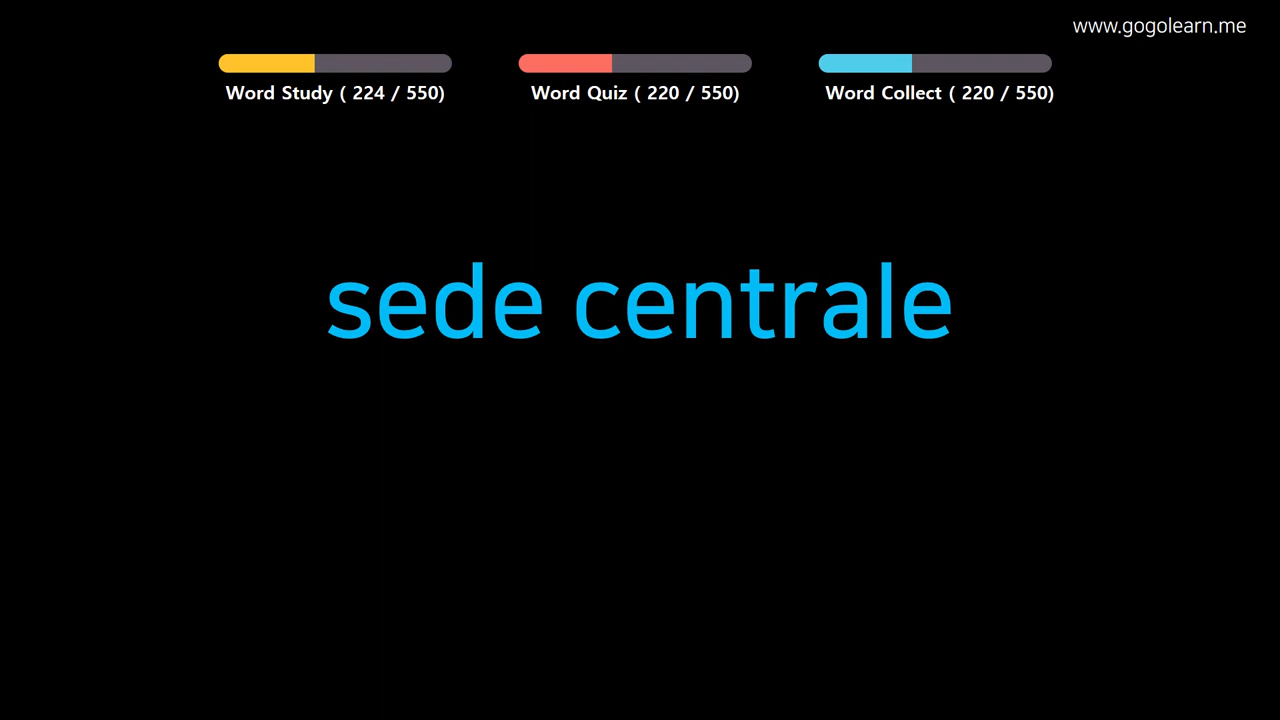 www.gogolearn.me
Word Study ( 224 / 550)
Word Quiz ( 220 / 550)
Word Collect ( 220 / 550)
sede centrale